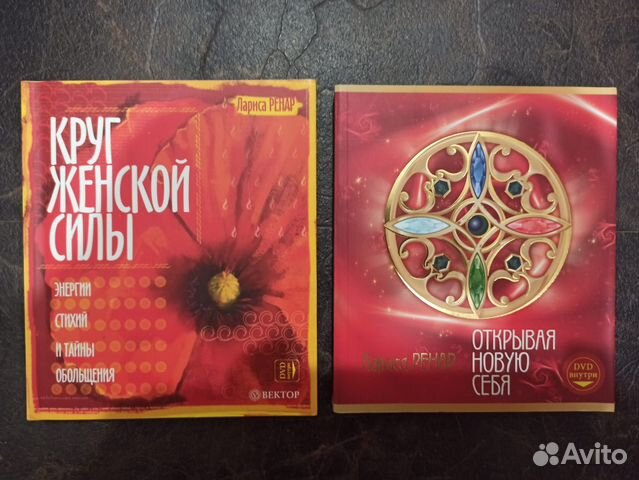 Лариса РЕНАР
КРУГ
ЖЕНСКОЙ
СИЛЫ
ЭНЕРГИИ
СТИХИЙ
И ТАЙНЫ
ОБОЛЬЩЕНИЯ
DVD
ВЕКТОР
Лариса РЕНАР
ОТКРЫВАЯ
НОВУЮ
СЕБЯ
DVD
внутри
Avito